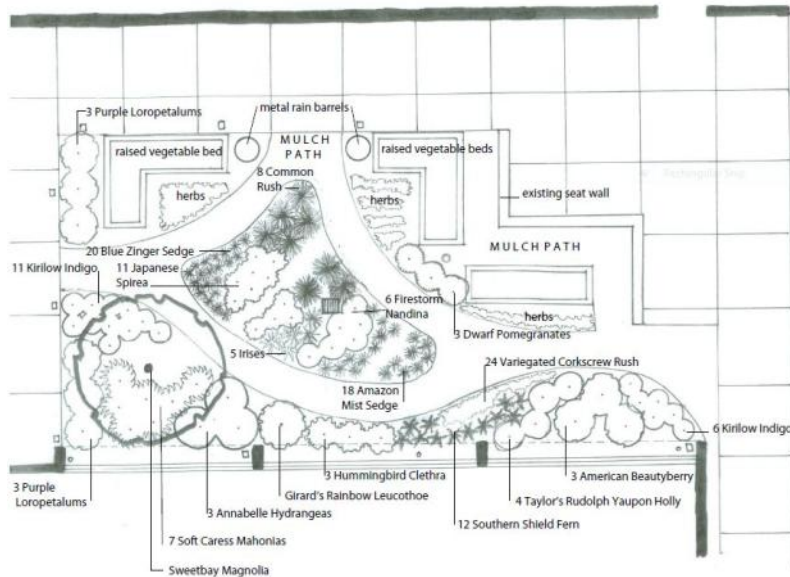 3 Purple Loropetalums
metal rain barrels
MULCH
PATH
raised vegetable bed
raised vegetable beds
8 Common
Rush
herbs
herbs
existing seat wall
20 Blue Zinger Sedge
MULCH PATH
11 Kirilow Indigo
11 Japanese
Spirea
6 Firestorm
Nandina
3 Dwarf Pomegranates
herbs
5 Irises
24 Variegated Corkscrew Rush
18 Amazon
Mist Sedge
6 Kirilow Indigo
3 Purple
Loropetalums
3 Hummingbird Clethra
3 American Beautyberry
Girard's Rainbow Leucothoe
4 Taylor's Rudolph Yaupon Holly
3 Annabelle Hydrangeas
12 Southern Shield Fern
7 Soft Caress Mahonias
Sweetbay Magnolia